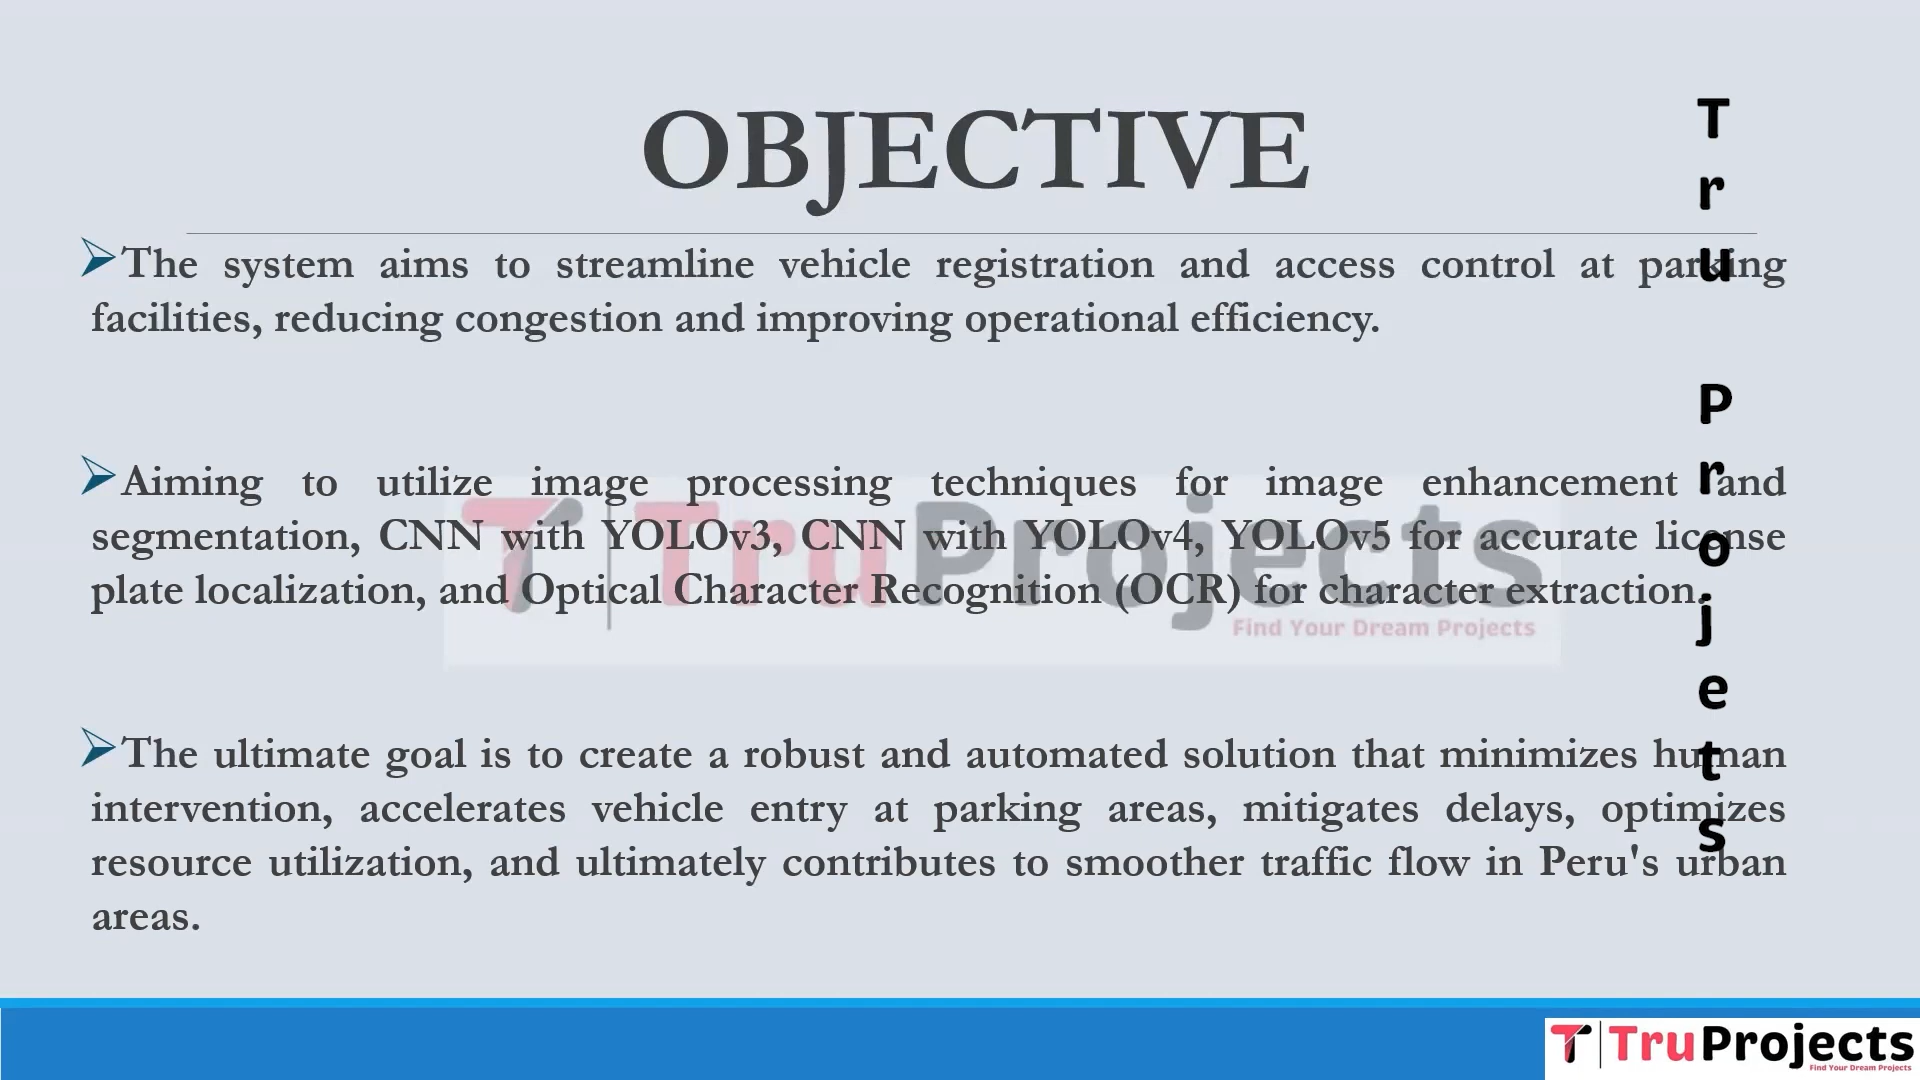 OBJECTIVE
The system aims to streamline vehicle registration and access control at parking
facilities, reducing congestion and improving operational efficiency.
Aiming to utilize image processing techniques for image enhancement and
segmentation, CNN with YOLOv3, CNN with YOLOv4, YOLOv5 for accurate license
plate localization, and Optical Character Recognition (OCR) for character extraction.
The ultimate goal is to create a robust and automated solution that minimizes human
intervention, accelerates vehicle entry at parking areas, mitigates delays, optimizes
resource utilization, and ultimately contributes to smoother traffic flow in Peru's urban
areas.
Tru Projets
TruProjects
Find Your Dream Projects
TruProjects
Find Your Dream Projects